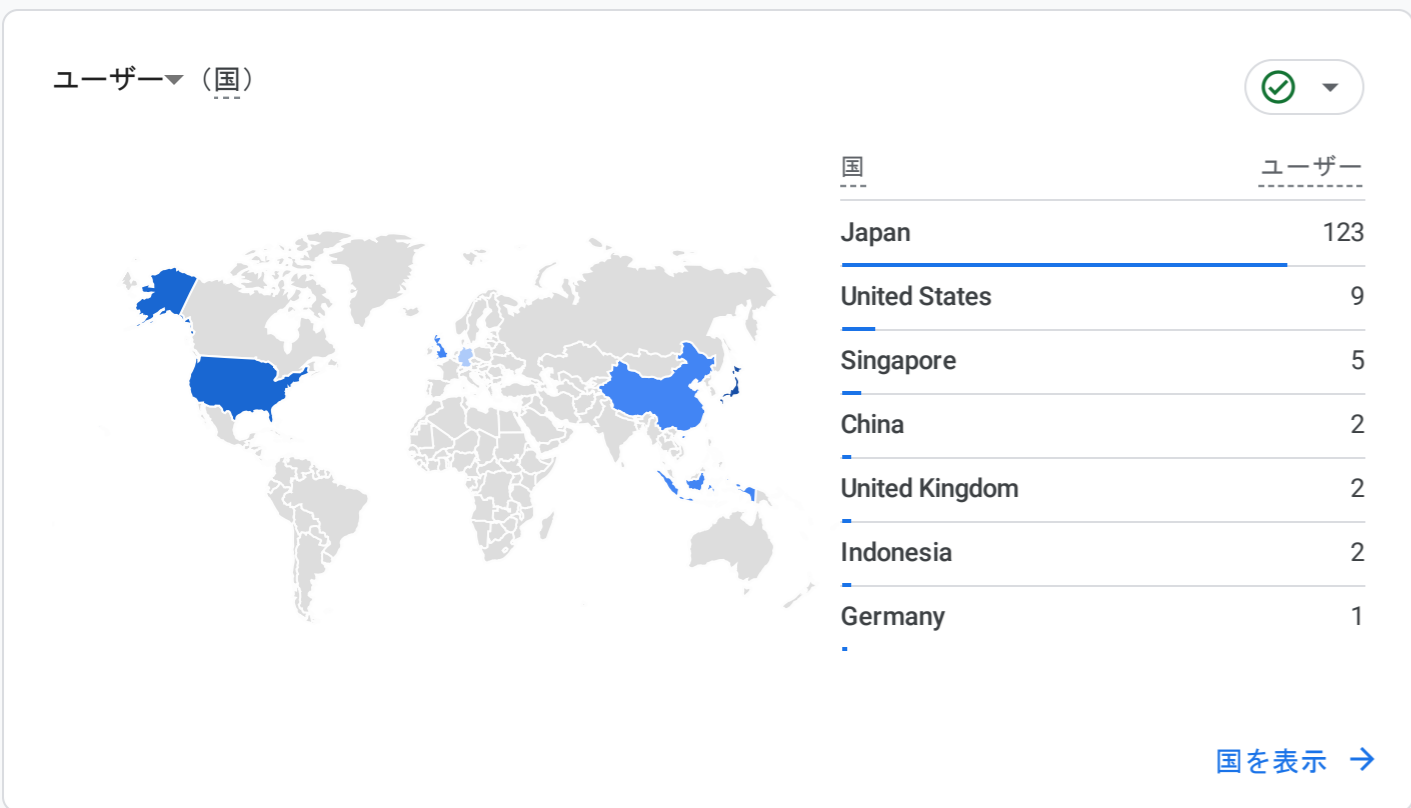 ユーザー（国）
国 ユーザー
Japan 123
United States 9
Singapore 5
China 2
United Kingdom 2
Indonesia 2
Germany 1
国を表示